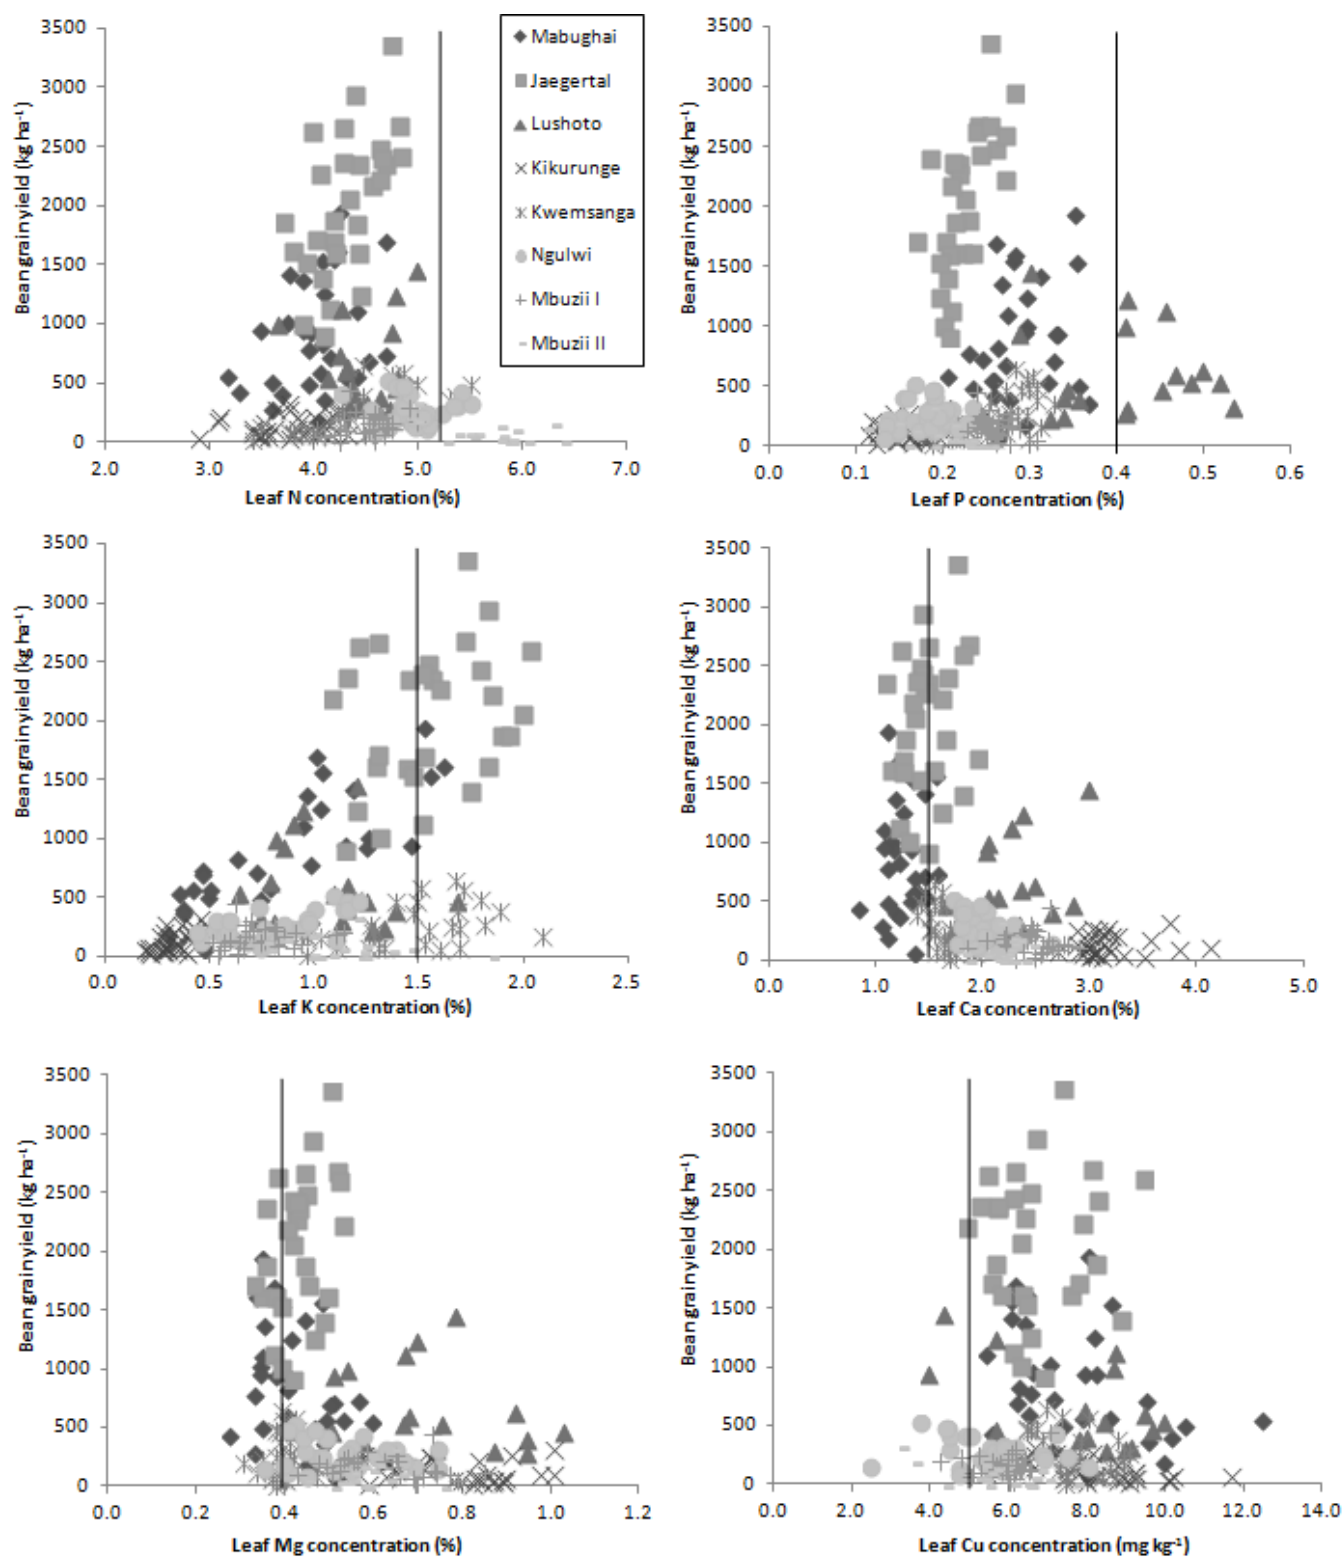 Bean grain yield (kg ha⁻¹)
3500
3000
2500
2000
1500
1000
500
0
2.0 3.0 4.0 5.0 6.0 7.0
Leaf N concentration (%)
Mabughai
Jaegertal
Lushoto
Kikurunge
Kwemsanga
Ngulwi
Mbuzii I
Mbuzii II
Bean grain yield (kg ha⁻¹)
3500
3000
2500
2000
1500
1000
500
0
0.0 0.1 0.2 0.3 0.4 0.5 0.6
Leaf P concentration (%)
Bean grain yield (kg ha⁻¹)
3500
3000
2500
2000
1500
1000
500
0
0.0 0.5 1.0 1.5 2.0 2.5
Leaf K concentration (%)
Bean grain yield (kg ha⁻¹)
3500
3000
2500
2000
1500
1000
500
0
0.0 1.0 2.0 3.0 4.0 5.0
Leaf Ca concentration (%)
Bean grain yield (kg ha⁻¹)
3500
3000
2500
2000
1500
1000
500
0
0.0 0.2 0.4 0.6 0.8 1.0 1.2
Leaf Mg concentration (%)
Bean grain yield (kg ha⁻¹)
3500
3000
2500
2000
1500
1000
500
0
0.0 2.0 4.0 6.0 8.0 10.0 12.0 14.0
Leaf Cu concentration (mg kg⁻¹)